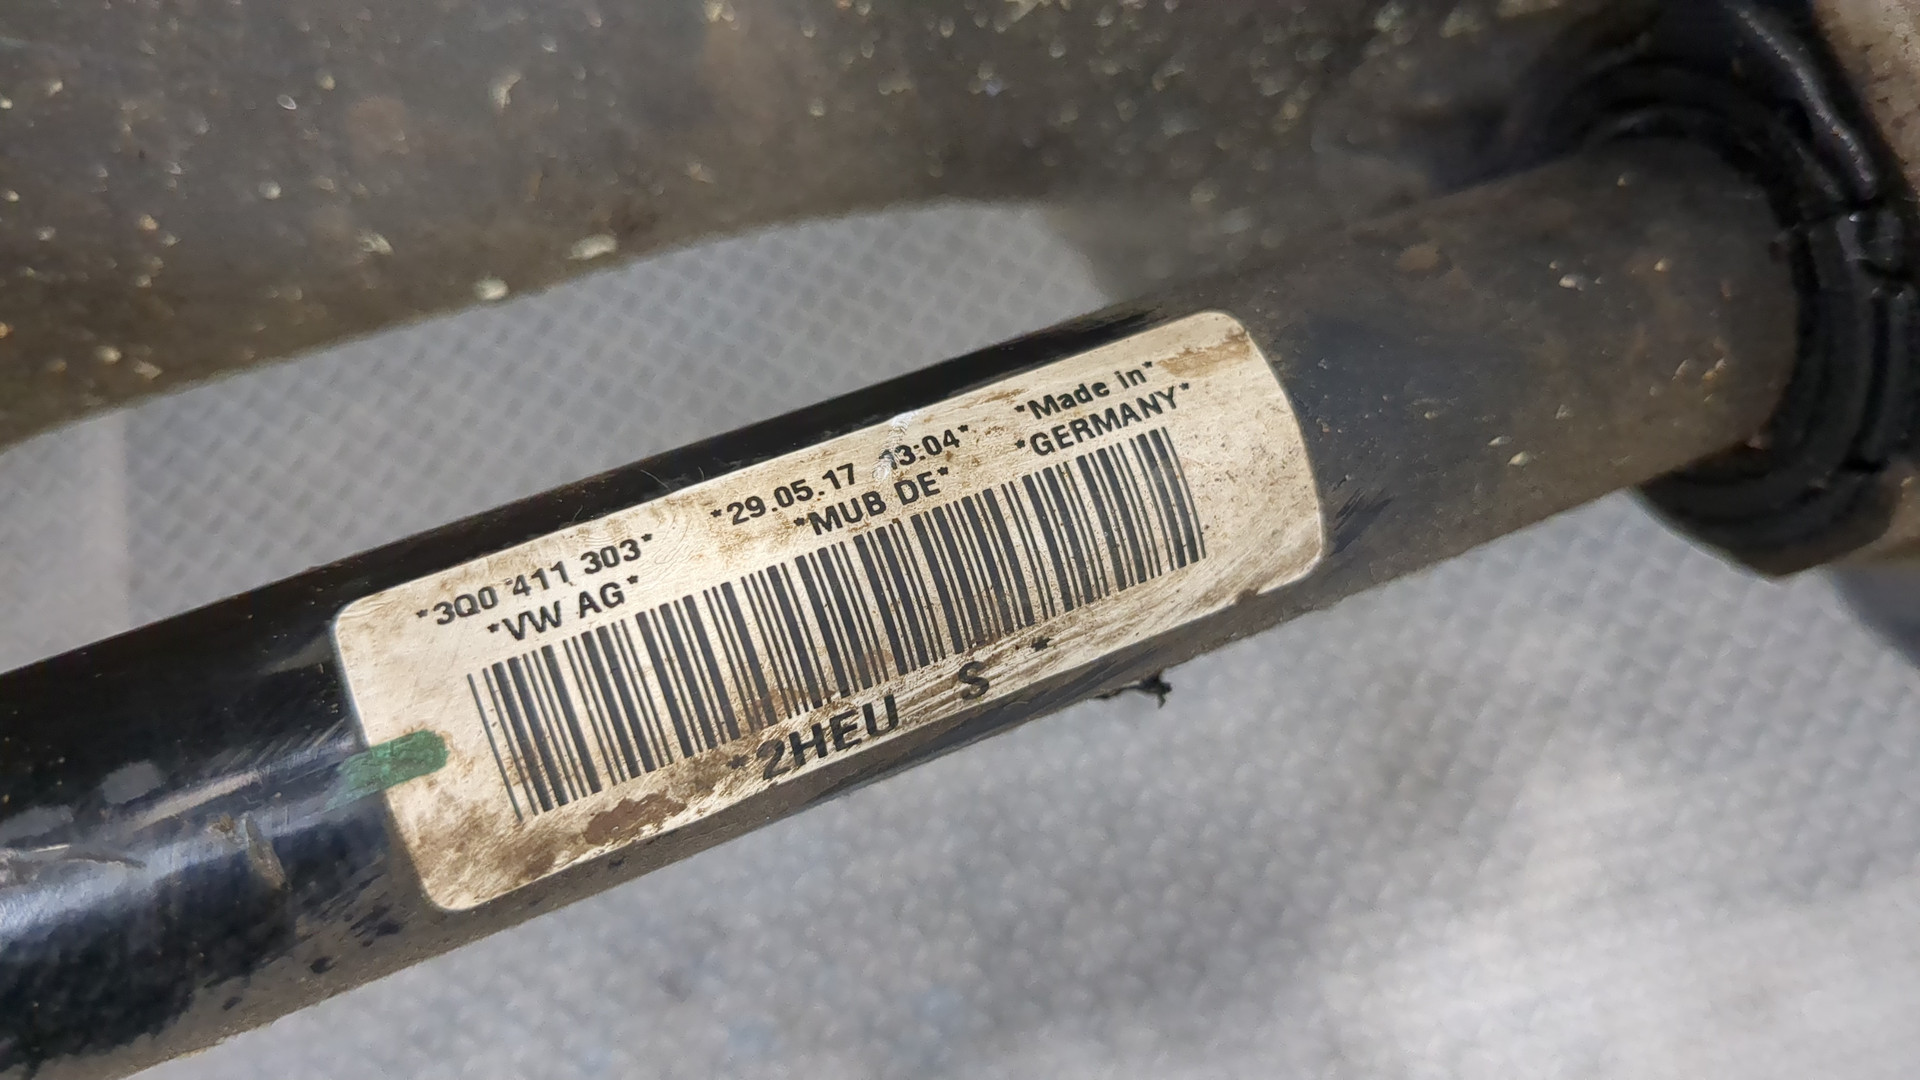 *3Q0 411 303* *29.05.17 13:04* *Made in*
*VW AG* *MUB DE* *GERMANY*
*2HEU S *